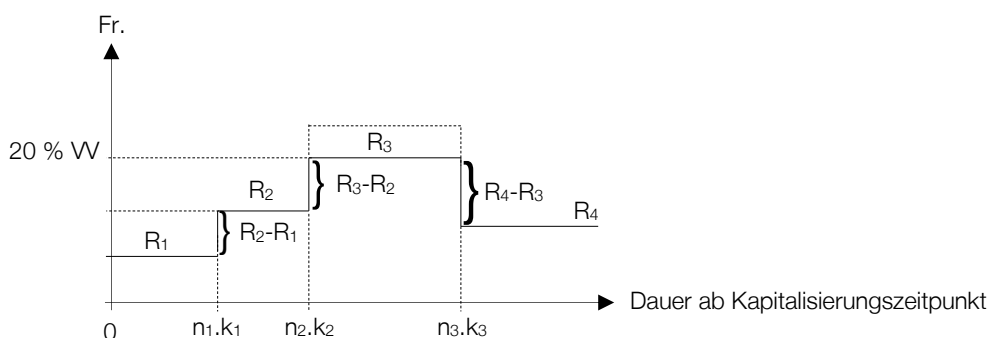 Fr.
20 % VV
R₃
R₂
R₃-R₂
R₄-R₃
R₄
R₁
R₂-R₁
Dauer ab Kapitalisierungszeitpunkt
0
n₁.k₁
n₂.k₂
n₃.k₃